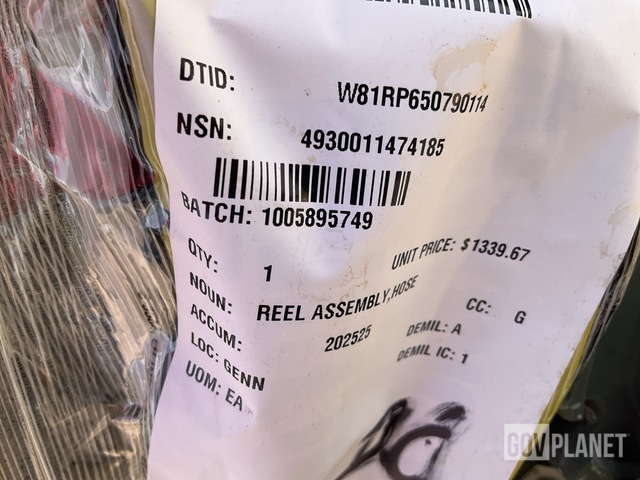 DTID: W81RP650790114
NSN: 4930011474185
BATCH: 1005895749
QTY: 1 UNIT PRICE: $1339.67
NOUN: REEL ASSEMBLY,HOSE CC: G
ACCUM: 202525 DEMIL: A
LOC: GENN DEMIL IC: 1
UOM: EA
GOVPLANET